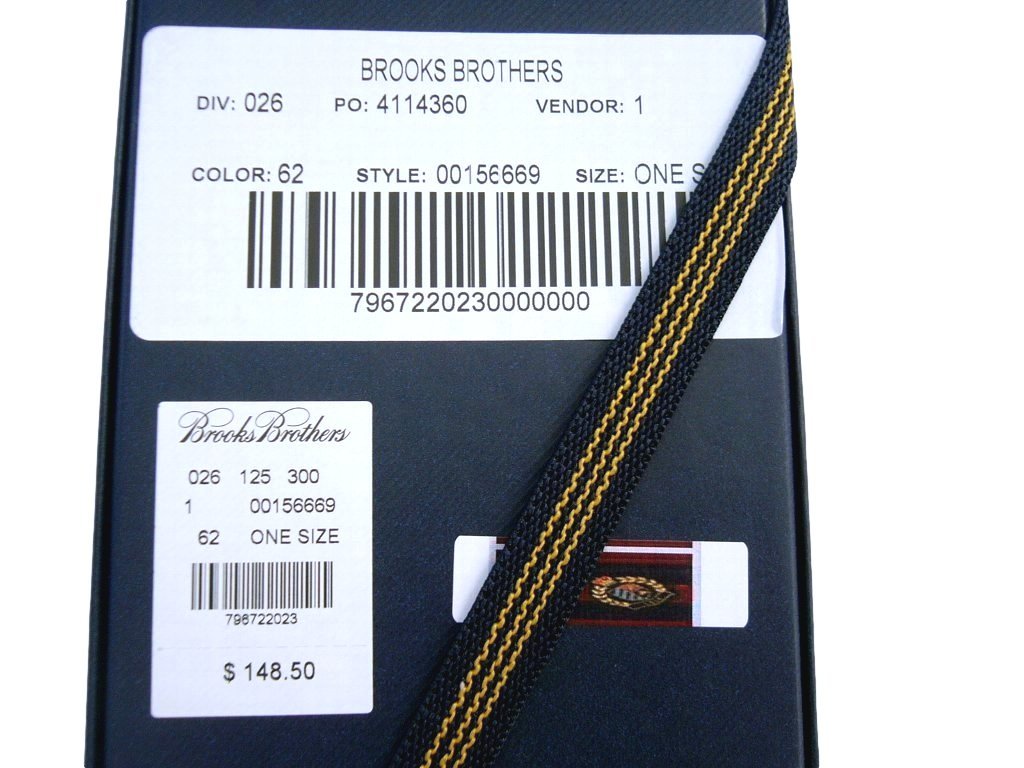 BROOKS BROTHERS
DIV: 026 PO: 4114360 VENDOR: 1
COLOR: 62 STYLE: 00156669 SIZE: ONE S
7967220230000000
Brooks Brothers
026 125 300
1 00156669
62 ONE SIZE
796722023
$ 148.50